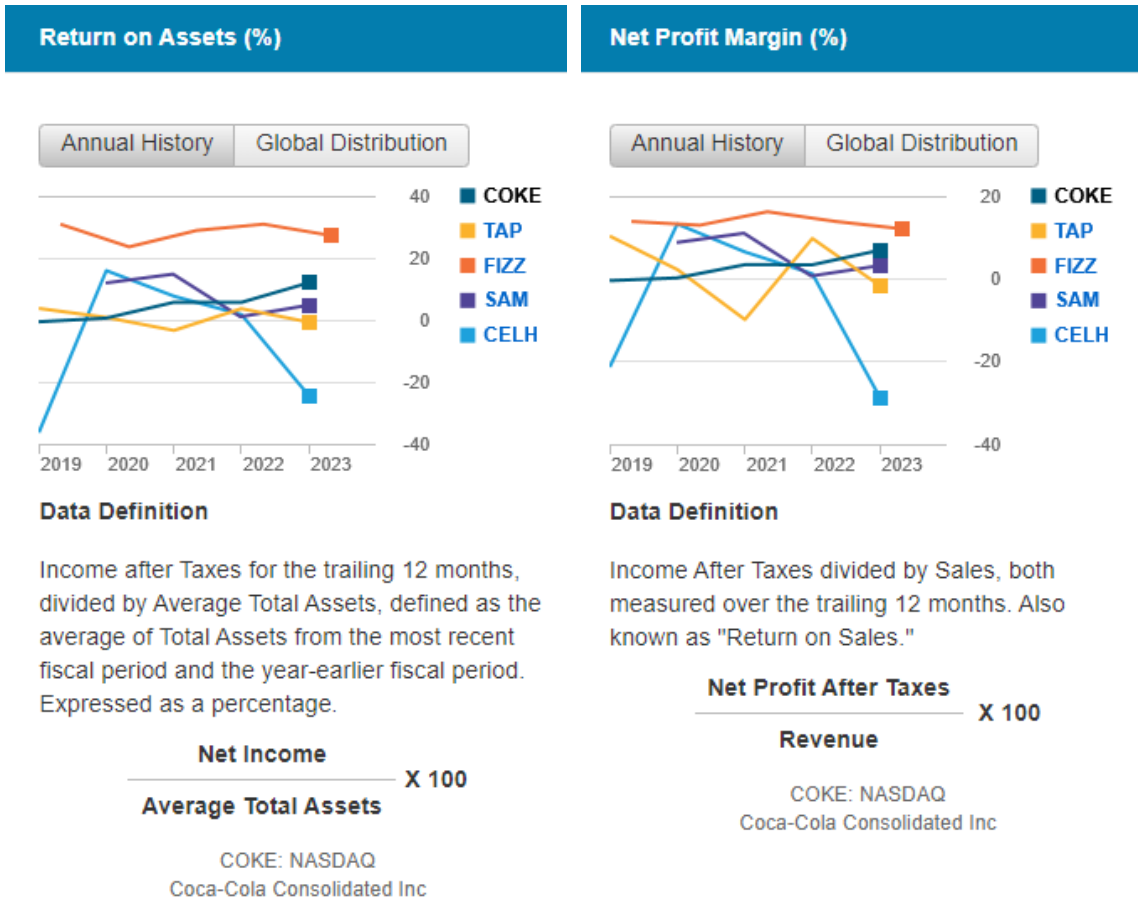 Return on Assets (%)
Annual History
Global Distribution
40
20
0
-20
-40
COKE
TAP
FIZZ
SAM
CELH
2019
2020
2021
2022
2023
Data Definition
Income after Taxes for the trailing 12 months,
divided by Average Total Assets, defined as the
average of Total Assets from the most recent
fiscal period and the year-earlier fiscal period.
Expressed as a percentage.
Net Income
X 100
Average Total Assets
COKE: NASDAQ
Coca-Cola Consolidated Inc
Net Profit Margin (%)
Annual History
Global Distribution
20
0
-20
-40
COKE
TAP
FIZZ
SAM
CELH
2019
2020
2021
2022
2023
Data Definition
Income After Taxes divided by Sales, both
measured over the trailing 12 months. Also
known as "Return on Sales."
Net Profit After Taxes
X 100
Revenue
COKE: NASDAQ
Coca-Cola Consolidated Inc